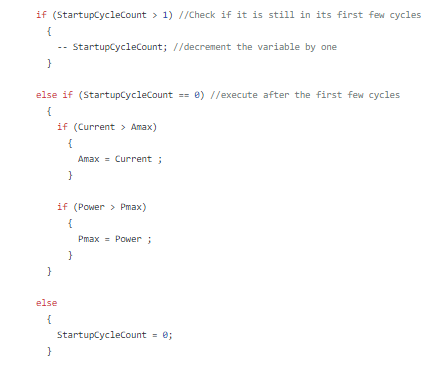 if (StartupCycleCount > 1) //Check if it is still in its first few cycles
{
-- StartupCycleCount; //decrement the variable by one
}
else if (StartupCycleCount == 0) //execute after the first few cycles
{
if (Current > Amax)
{
Amax = Current ;
}
if (Power > Pmax)
{
Pmax = Power ;
}
}
else
{
StartupCycleCount = 0;
}